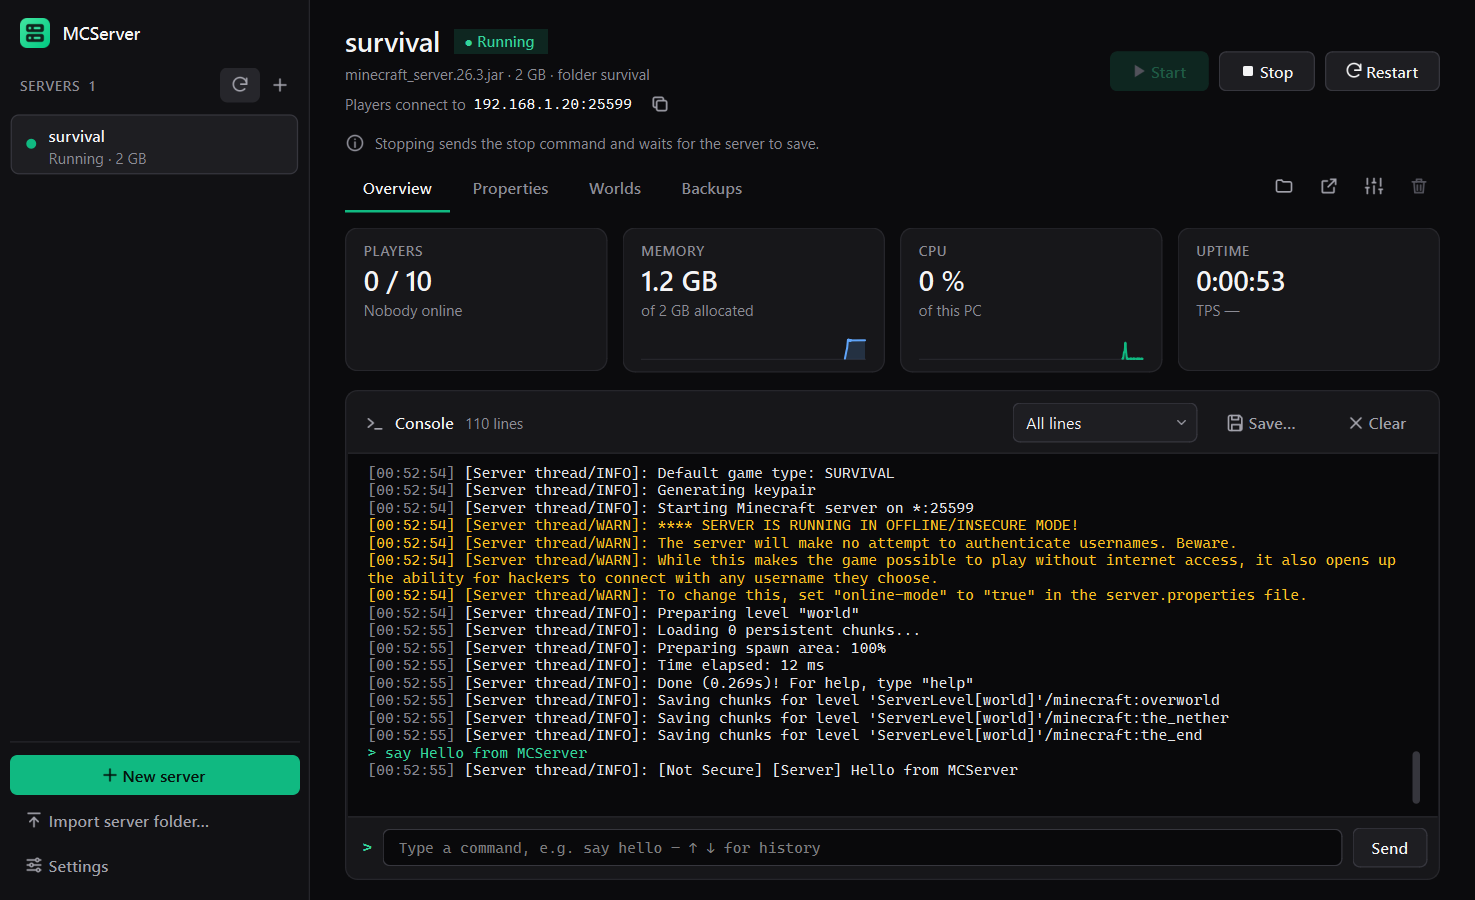 MCServer
SERVERS 1
survival
Running · 2 GB
+ New server
Import server folder...
Settings
survival
Running
minecraft_server.26.3.jar · 2 GB · folder survival
Players connect to 192.168.1.20:25599
Start
Stop
Restart
Stopping sends the stop command and waits for the server to save.
Overview
Properties
Worlds
Backups
PLAYERS
0 / 10
Nobody online
MEMORY
1.2 GB
of 2 GB allocated
CPU
0 %
of this PC
UPTIME
0:00:53
TPS —
Console 110 lines
All lines
Save...
Clear
[00:52:54] [Server thread/INFO]: Default game type: SURVIVAL
[00:52:54] [Server thread/INFO]: Generating keypair
[00:52:54] [Server thread/INFO]: Starting Minecraft server on *:25599
[00:52:54] [Server thread/WARN]: **** SERVER IS RUNNING IN OFFLINE/INSECURE MODE!
[00:52:54] [Server thread/WARN]: The server will make no attempt to authenticate usernames. Beware.
[00:52:54] [Server thread/WARN]: While this makes the game possible to play without internet access, it also opens up
the ability for hackers to connect with any username they choose.
[00:52:54] [Server thread/WARN]: To change this, set "online-mode" to "true" in the server.properties file.
[00:52:54] [Server thread/INFO]: Preparing level "world"
[00:52:55] [Server thread/INFO]: Loading 0 persistent chunks...
[00:52:55] [Server thread/INFO]: Preparing spawn area: 100%
[00:52:55] [Server thread/INFO]: Time elapsed: 12 ms
[00:52:55] [Server thread/INFO]: Done (0.269s)! For help, type "help"
[00:52:55] [Server thread/INFO]: Saving chunks for level 'ServerLevel[world]'/minecraft:overworld
[00:52:55] [Server thread/INFO]: Saving chunks for level 'ServerLevel[world]'/minecraft:the_nether
[00:52:55] [Server thread/INFO]: Saving chunks for level 'ServerLevel[world]'/minecraft:the_end
> say Hello from MCServer
[00:52:55] [Server thread/INFO]: [Not Secure] [Server] Hello from MCServer
> Type a command, e.g. say hello — ↑ ↓ for history
Send